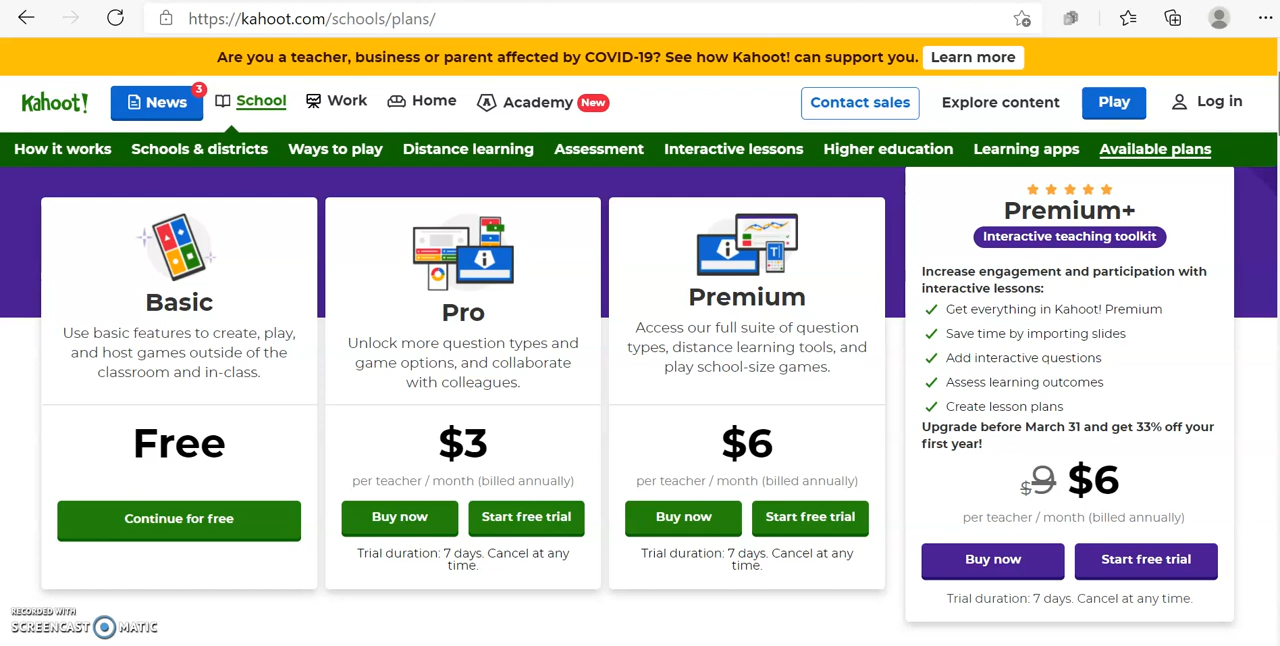 https://kahoot.com/schools/plans/
Are you a teacher, business or parent affected by COVID-19? See how Kahoot! can support you. Learn more
Kahoot! News 3 School Work Home Academy New Contact sales Explore content Play Log in
How it works Schools & districts Ways to play Distance learning Assessment Interactive lessons Higher education Learning apps Available plans
Basic
Use basic features to create, play,
and host games outside of the
classroom and in-class.
Free
Continue for free
Pro
Unlock more question types and
game options, and collaborate
with colleagues.
$3
per teacher / month (billed annually)
Buy now Start free trial
Trial duration: 7 days. Cancel at any
time.
Premium
Access our full suite of question
types, distance learning tools, and
play school-size games.
$6
per teacher / month (billed annually)
Buy now Start free trial
Trial duration: 7 days. Cancel at any
time.
Premium+
Interactive teaching toolkit
Increase engagement and participation with
interactive lessons:
Get everything in Kahoot! Premium
Save time by importing slides
Add interactive questions
Assess learning outcomes
Create lesson plans
Upgrade before March 31 and get 33% off your
first year!
$9 $6
per teacher / month (billed annually)
Buy now Start free trial
Trial duration: 7 days. Cancel at any time.
RECORDED WITH
SCREENCAST MATIC